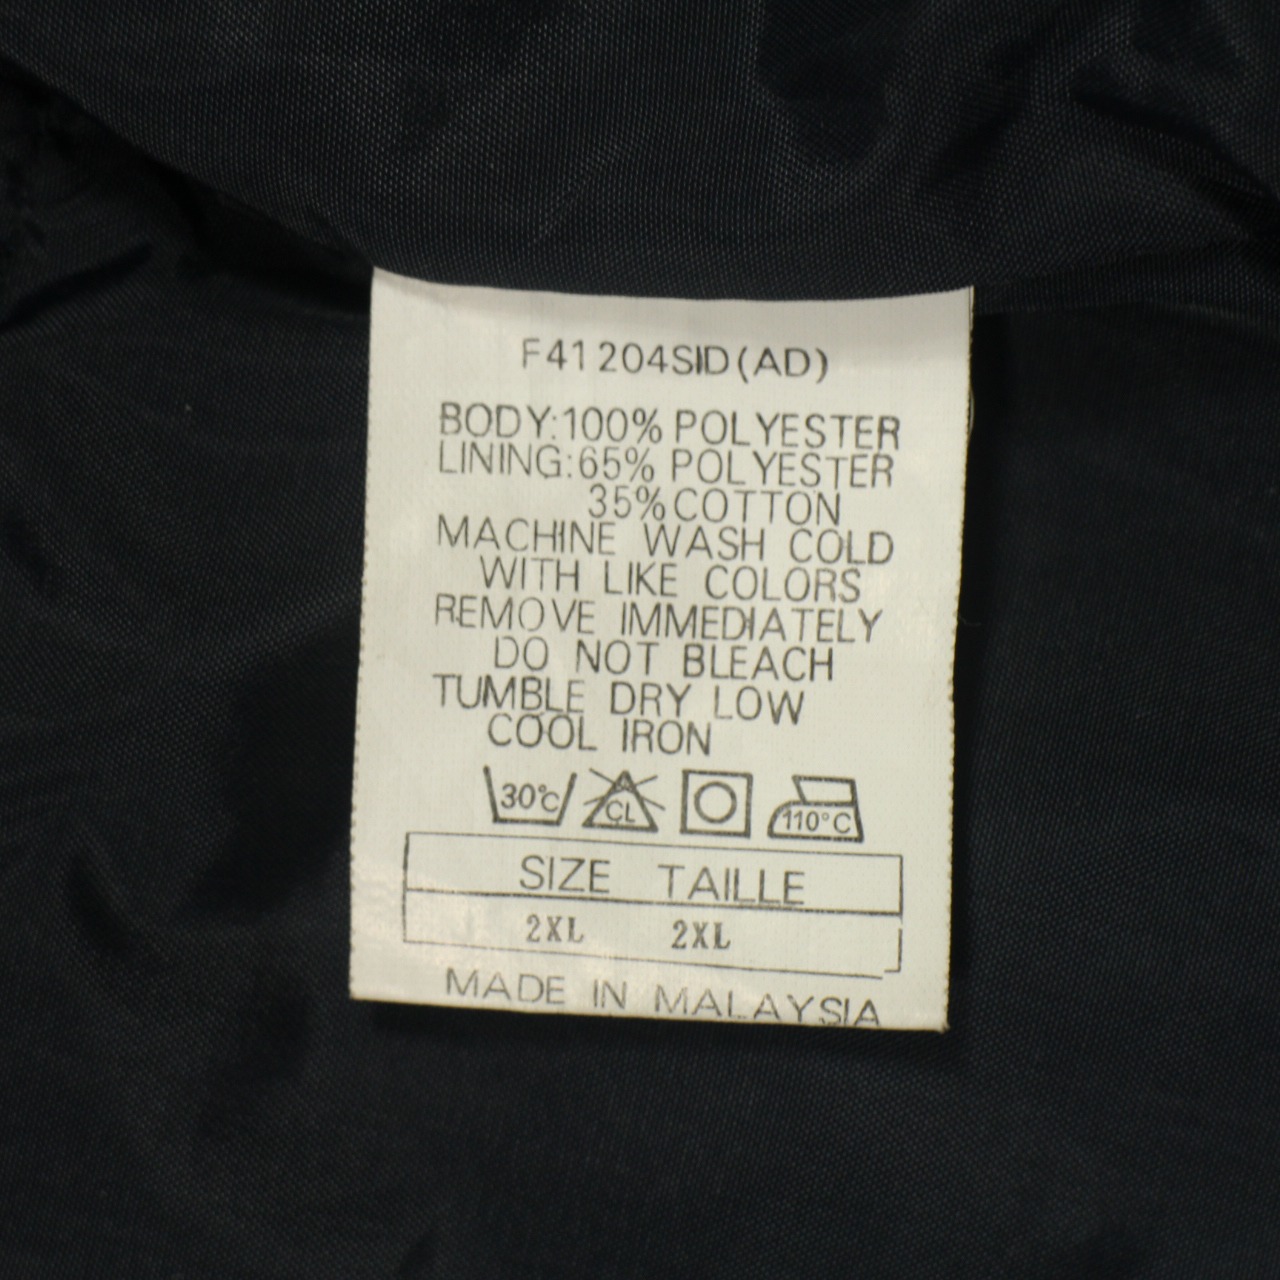 F41204SID(AD)
BODY:100% POLYESTER
LINING:65% POLYESTER
35% COTTON
MACHINE WASH COLD
WITH LIKE COLORS
REMOVE IMMEDIATELY
DO NOT BLEACH
TUMBLE DRY LOW
COOL IRON
30°C CL 110°C
SIZE TAILLE
2XL 2XL
MADE IN MALAYSIA